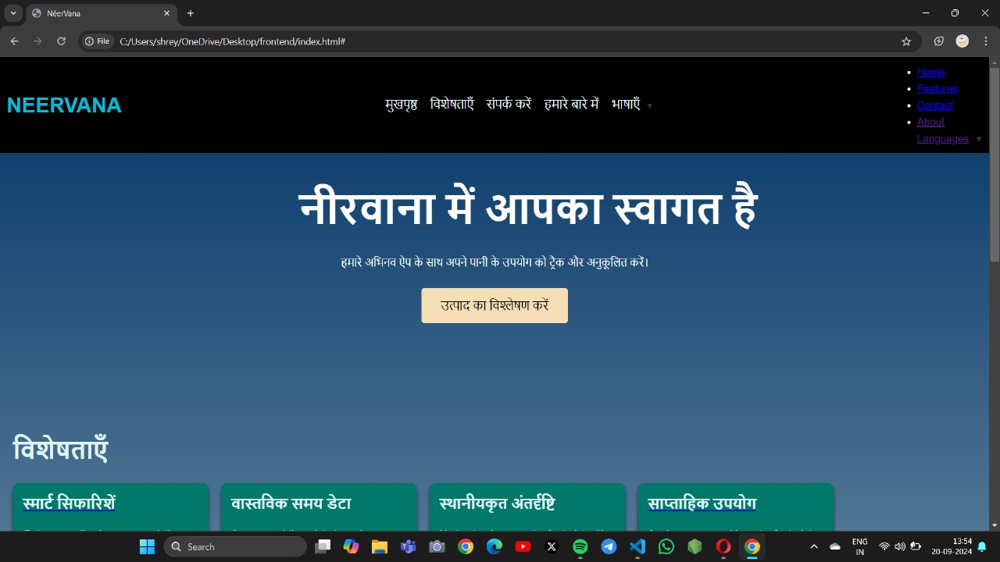 NéerVana
File
C:/Users/shrey/OneDrive/Desktop/frontend/index.html#
NEERVANA
मुखपृष्ठ विशेषताएँ संपर्क करें हमारे बारे में भाषाएँ
Home
Features
Contact
About
Languages
नीरवाना में आपका स्वागत है
हमारे अभिनव ऐप के साथ अपने पानी के उपयोग को ट्रैक और अनुकूलित करें।
उत्पाद का विश्लेषण करें
विशेषताएँ
स्मार्ट सिफारिशें वास्तविक समय डेटा स्थानीयकृत अंतर्दृष्टि साप्ताहिक उपयोग
Search
ENG
IN
13:54
20-09-2024